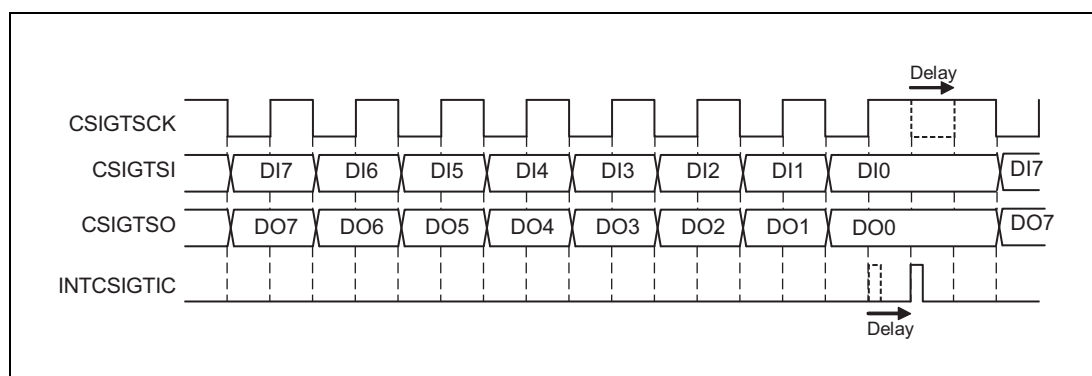 Delay
CSIGTSCK
CSIGTSI DI7 DI6 DI5 DI4 DI3 DI2 DI1 DI0 DI7
CSIGTSO DO7 DO6 DO5 DO4 DO3 DO2 DO1 DO0 DO7
INTCSIGTIC
Delay